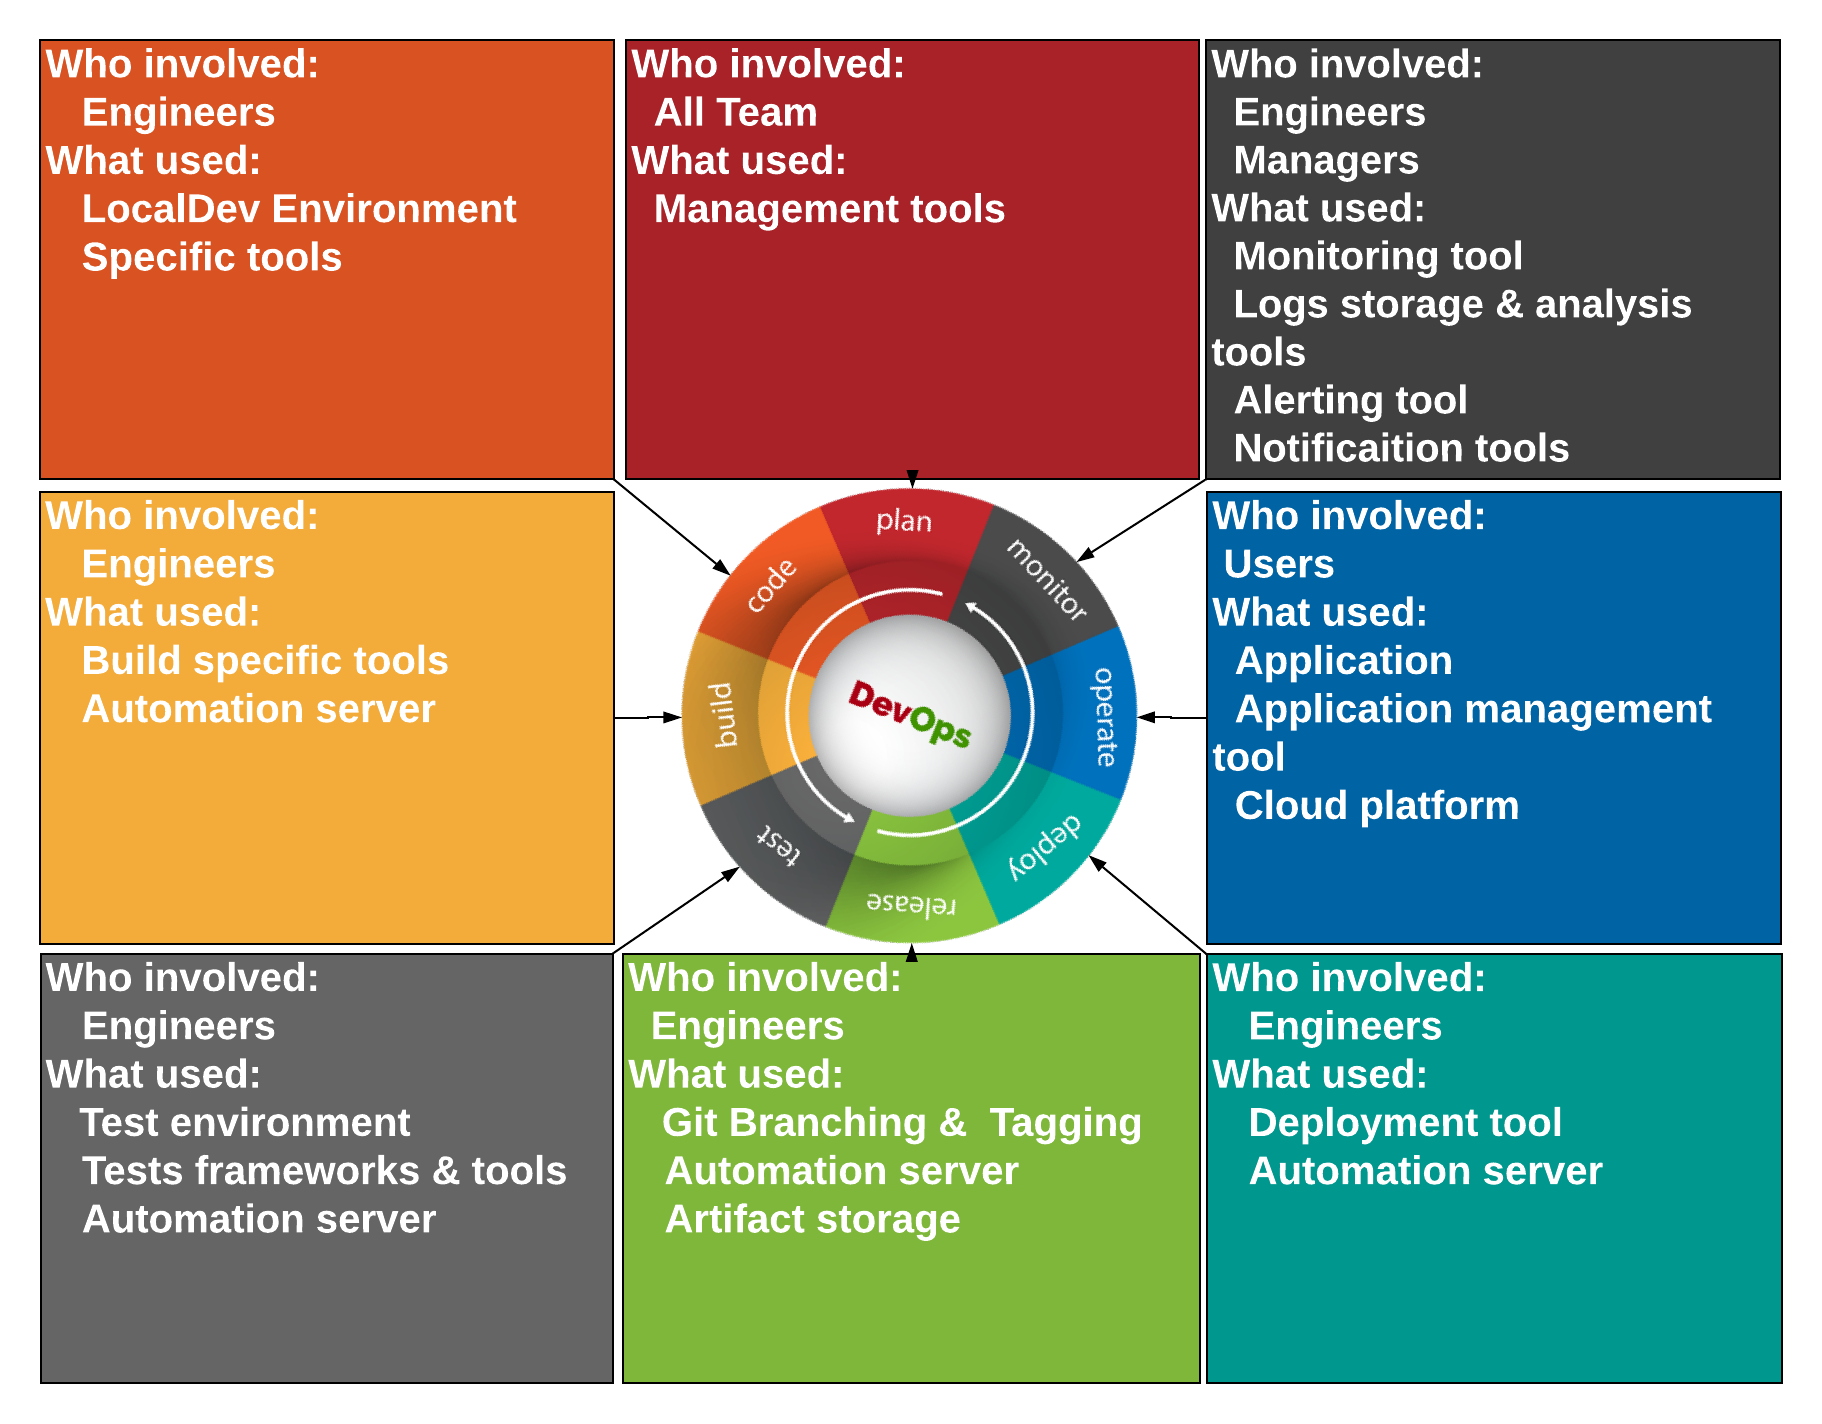 Who involved:
Engineers
What used:
LocalDev Environment
Specific tools
Who involved:
All Team
What used:
Management tools
Who involved:
Engineers
Managers
What used:
Monitoring tool
Logs storage & analysis
tools
Alerting tool
Notificaition tools
Who involved:
Engineers
What used:
Build specific tools
Automation server
plan
code
monitor
build
DevOps
operate
test
deploy
release
Who involved:
Users
What used:
Application
Application management
tool
Cloud platform
Who involved:
Engineers
What used:
Test environment
Tests frameworks & tools
Automation server
Who involved:
Engineers
What used:
Git Branching & Tagging
Automation server
Artifact storage
Who involved:
Engineers
What used:
Deployment tool
Automation server